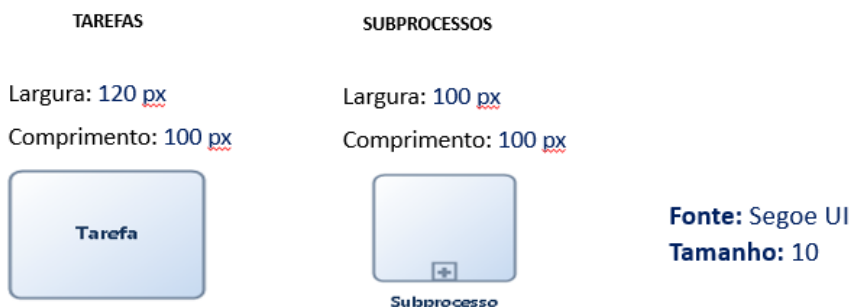 TAREFAS
SUBPROCESSOS
Largura: 120 px
Comprimento: 100 px
Largura: 100 px
Comprimento: 100 px
Tarefa
Subprocesso
Fonte: Segoe UI
Tamanho: 10